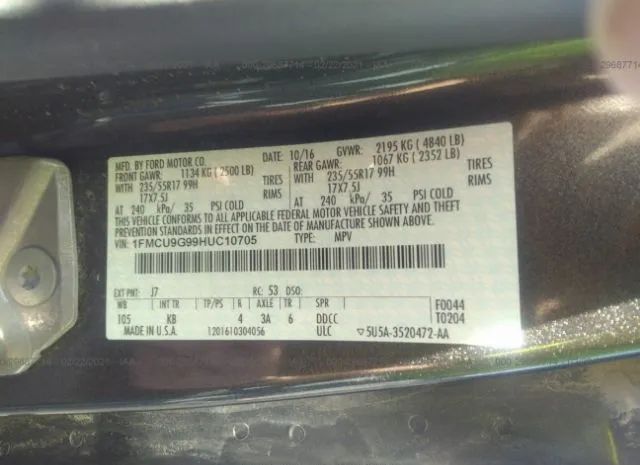 29687714 02/22/2021 IAA
MFD. BY FORD MOTOR CO. DATE: 10/16 GVWR: 2195 KG ( 4840 LB)
FRONT GAWR: 1134 KG ( 2500 LB) REAR GAWR: 1067 KG ( 2352 LB)
WITH 235/55R17 99H TIRES WITH 235/55R17 99H TIRES
17X7.5J RIMS 17X7.5J RIMS
AT 240 kPa/ 35 PSI COLD AT 240 kPa/ 35 PSI COLD
THIS VEHICLE CONFORMS TO ALL APPLICABLE FEDERAL MOTOR VEHICLE SAFETY AND THEFT
PREVENTION STANDARDS IN EFFECT ON THE DATE OF MANUFACTURE SHOWN ABOVE.
VIN: 1FMCU9G99HUC10705 TYPE: MPV
EXT PNT: J7 RC: 53 DSO:
WB INT TR TP/PS R AXLE TR SPR F0044
105 KB 4 3A 6 DDCC T0204
MADE IN U.S.A. 1201610304056 ULC 5U5A-3520472-AA